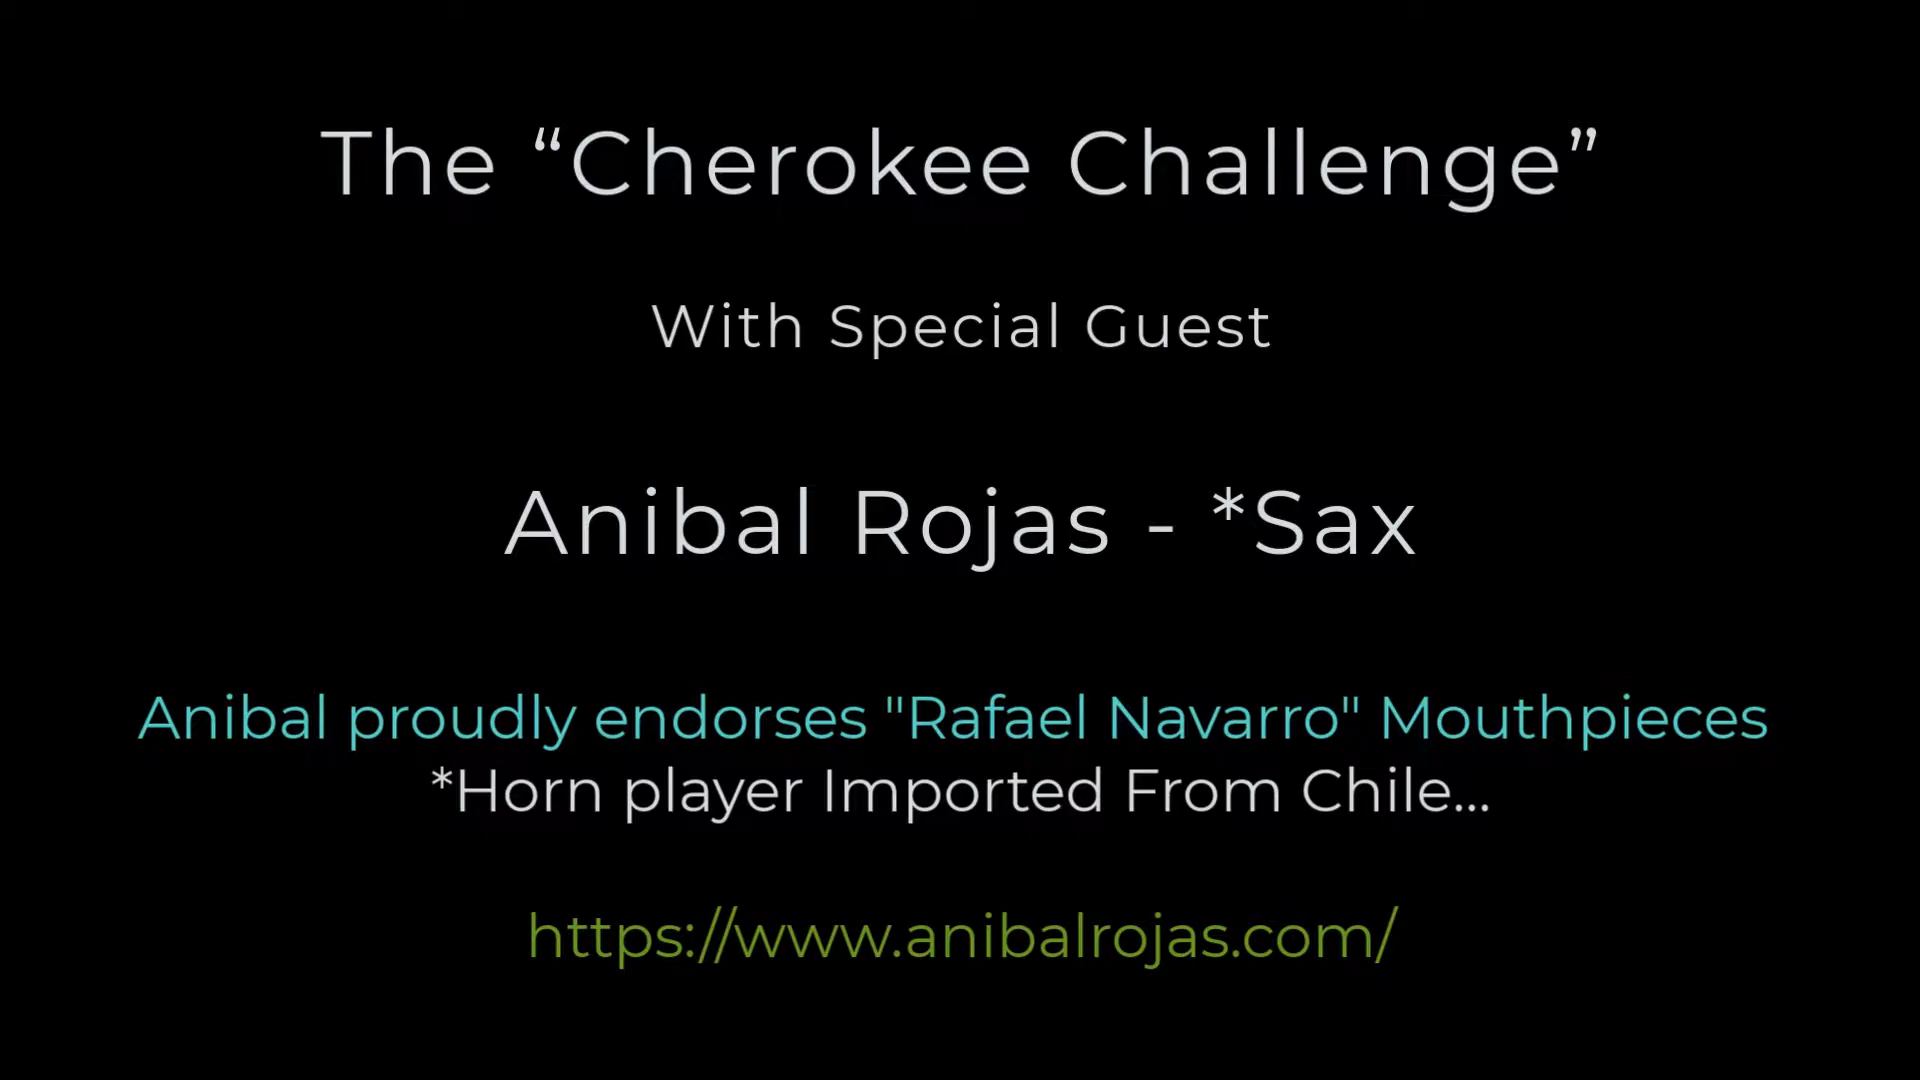 The “Cherokee Challenge”
With Special Guest
Anibal Rojas - *Sax
Anibal proudly endorses "Rafael Navarro" Mouthpieces
*Horn player Imported From Chile...
https://www.anibalrojas.com/